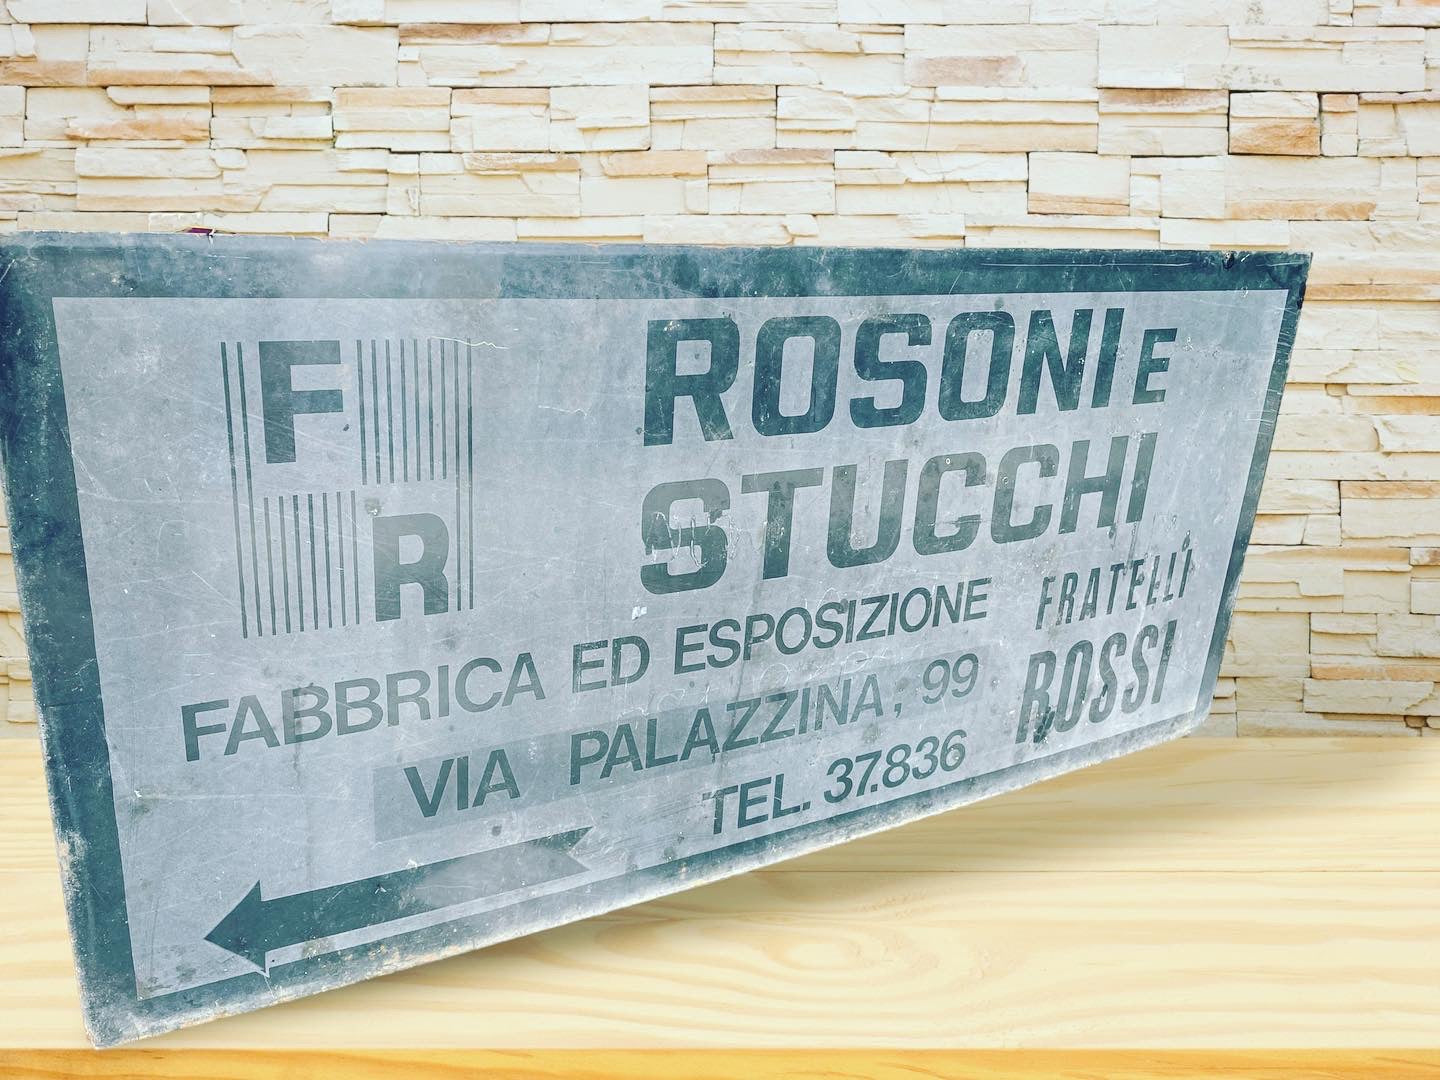 F
R
ROSONI E
STUCCHI
FABBRICA ED ESPOSIZIONE
VIA PALAZZINA, 99
TEL. 37.836
FRATELLI
ROSSI